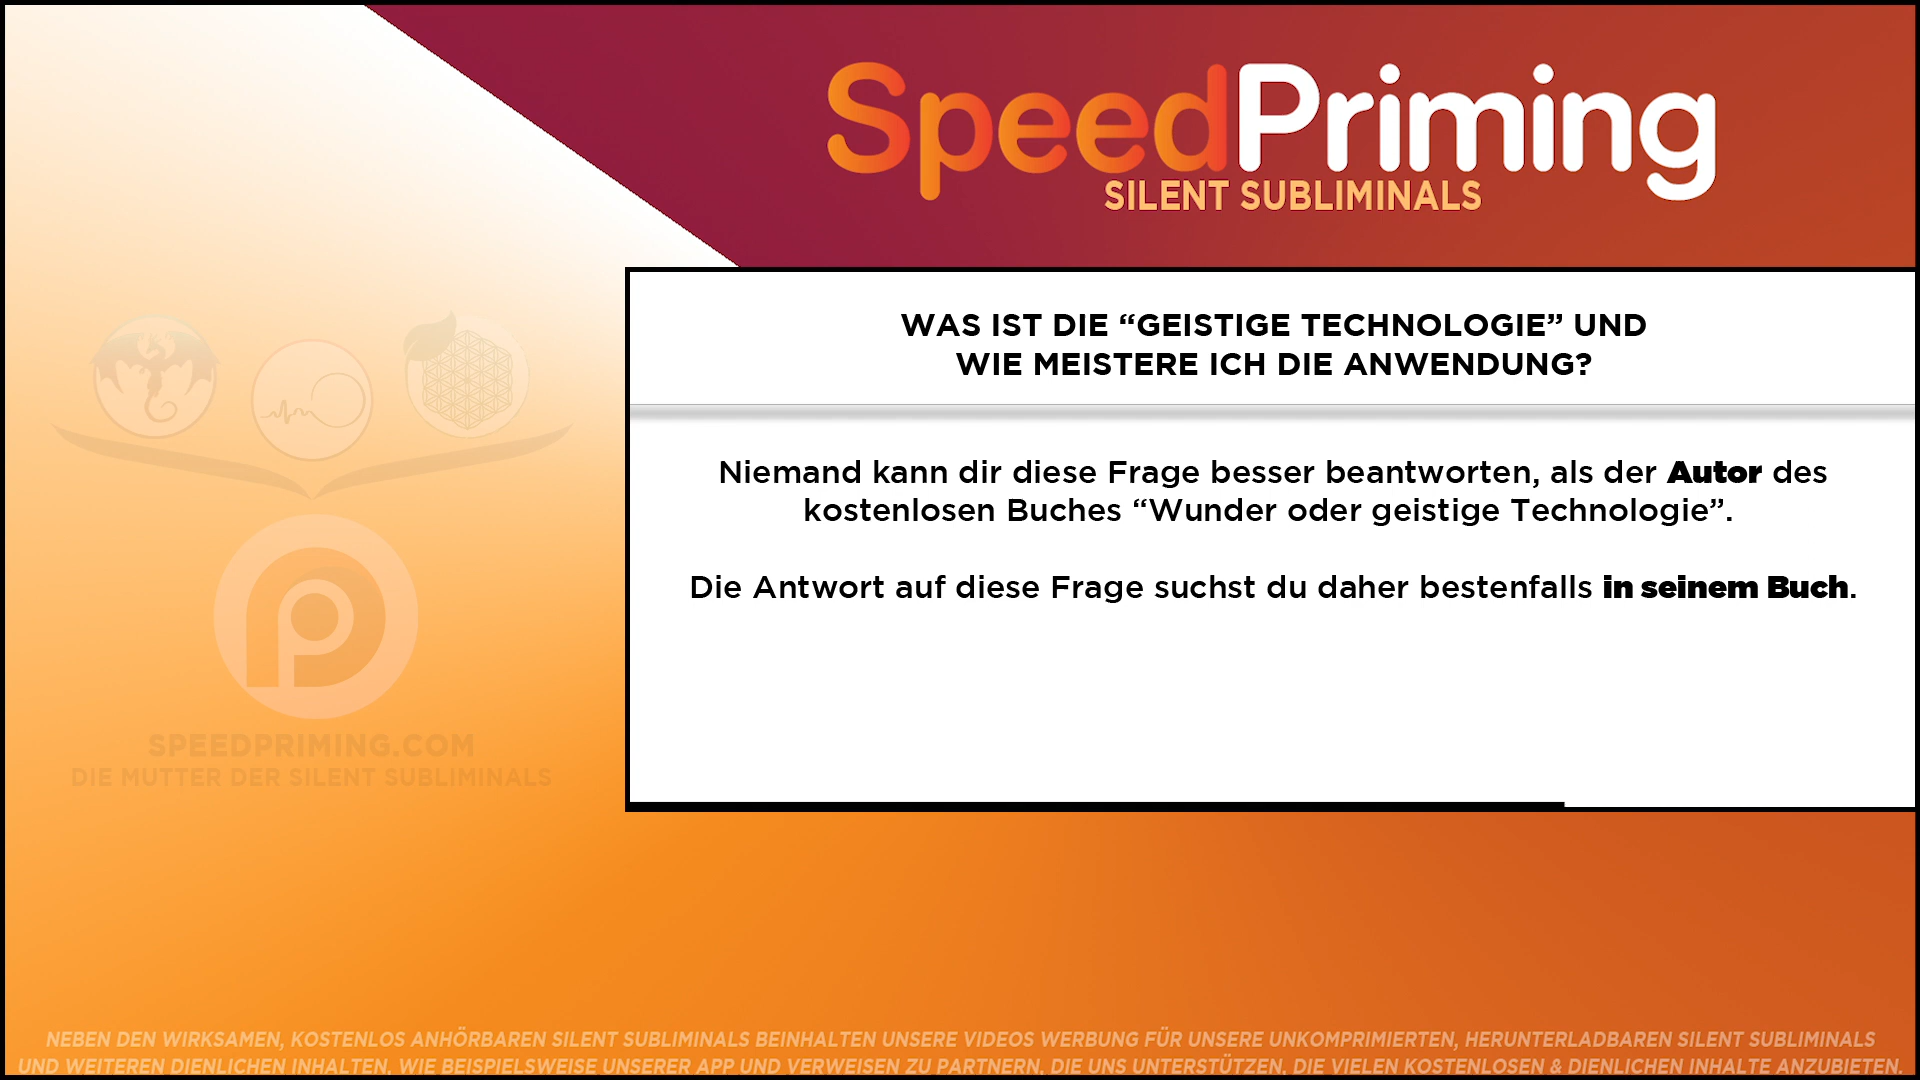 SpeedPriming
SILENT SUBLIMINALS
WAS IST DIE “GEISTIGE TECHNOLOGIE” UND
WIE MEISTERE ICH DIE ANWENDUNG?
Niemand kann dir diese Frage besser beantworten, als der Autor des
kostenlosen Buches “Wunder oder geistige Technologie”.
Die Antwort auf diese Frage suchst du daher bestenfalls in seinem Buch.
SPEEDPRIMING.COM
DIE MUTTER DER SILENT SUBLIMINALS
NEBEN DEN WIRKSAMEN, KOSTENLOS ANHÖRBAREN SILENT SUBLIMINALS BEINHALTEN UNSERE VIDEOS WERBUNG FÜR UNSERE UNKOMPRIMIERTEN, HERUNTERLADBAREN SILENT SUBLIMINALS
UND WEITEREN DIENLICHEN INHALTEN, WIE BEISPIELSWEISE UNSERER APP UND VERWEISEN ZU PARTNERN, DIE UNS UNTERSTÜTZEN, DIE VIELEN KOSTENLOSEN & DIENLICHEN INHALTE ANZUBIETEN.